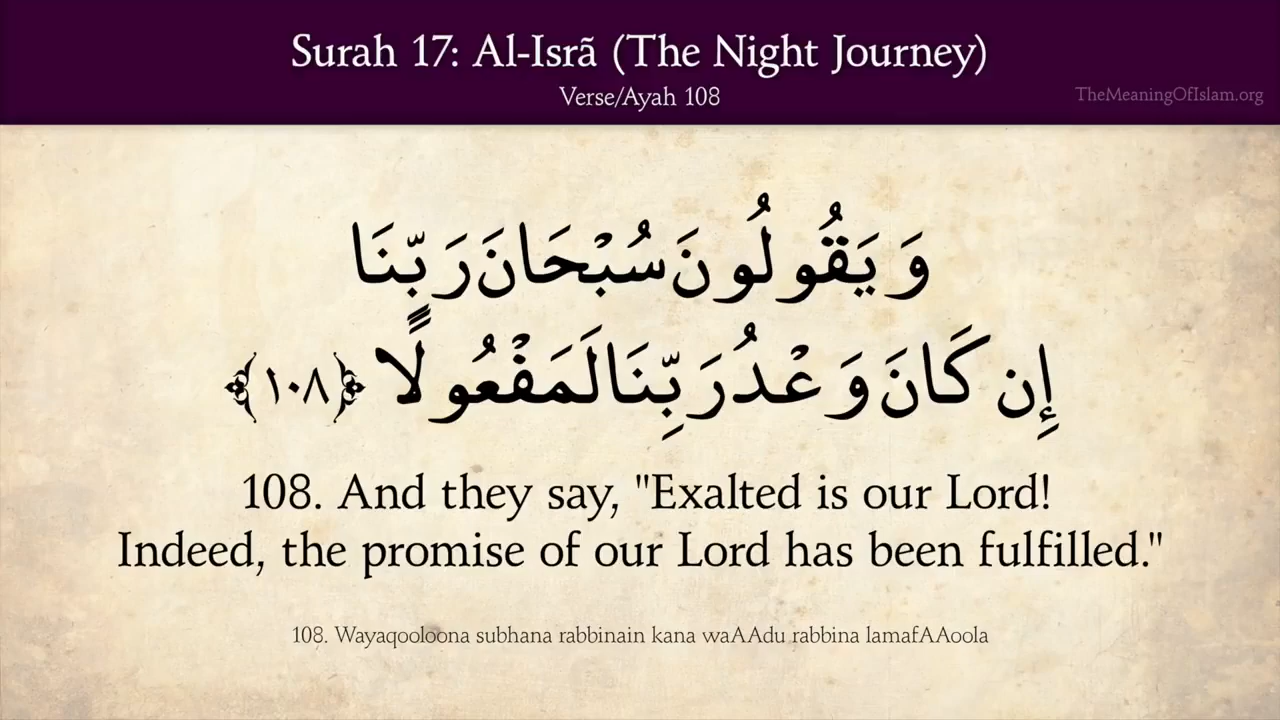 Surah 17: Al-Isrã (The Night Journey)
Verse/Ayah 108
TheMeaningOfIslam.org
وَيَقُولُونَ سُبْحَانَ رَبِّنَا
إِن كَانَ وَعْدُ رَبِّنَا لَمَفْعُولًا ﴿١٠٨﴾
108. And they say, "Exalted is our Lord!
Indeed, the promise of our Lord has been fulfilled."
108. Wayaqooloona subhana rabbinain kana waAAdu rabbina lamafAAoola